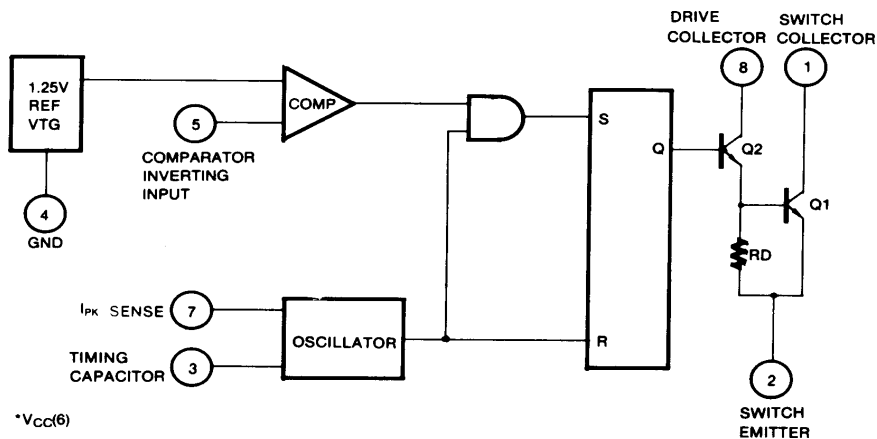 DRIVE
COLLECTOR
SWITCH
COLLECTOR
8
1
1.25V
REF
VTG
COMP
5
COMPARATOR
INVERTING
INPUT
S
Q
Q2
Q1
4
GND
RD
IPK SENSE
7
OSCILLATOR
R
TIMING
CAPACITOR
3
2
SWITCH
EMITTER
*VCC(6)